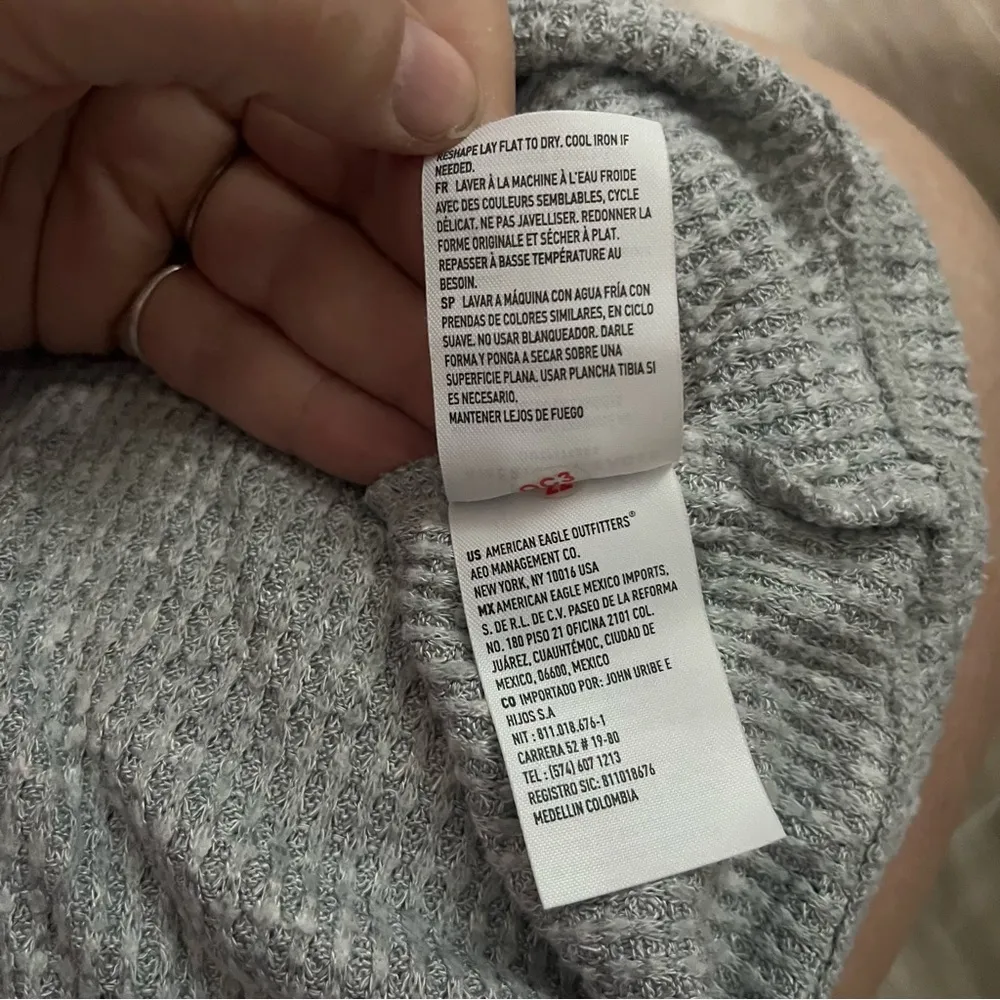 RESHAPE LAY FLAT TO DRY. COOL IRON IF
NEEDED.
FR LAVER À LA MACHINE À L'EAU FROIDE
AVEC DES COULEURS SEMBLABLES, CYCLE
DÉLICAT. NE PAS JAVELLISER. REDONNER LA
FORME ORIGINALE ET SÉCHER À PLAT.
REPASSER À BASSE TEMPÉRATURE AU
BESOIN.
SP LAVAR A MÁQUINA CON AGUA FRÍA CON
PRENDAS DE COLORES SIMILARES, EN CICLO
SUAVE. NO USAR BLANQUEADOR. DARLE
FORMA Y PONGA A SECAR SOBRE UNA
SUPERFICIE PLANA. USAR PLANCHA TIBIA SI
ES NECESARIO.
MANTENER LEJOS DE FUEGO
US AMERICAN EAGLE OUTFITTERS®
AEO MANAGEMENT CO.
NEW YORK, NY 10016 USA
MX AMERICAN EAGLE MEXICO IMPORTS,
S. DE R.L. DE C.V. PASEO DE LA REFORMA
NO. 180 PISO 21 OFICINA 2101 COL.
JUÁREZ, CUAUHTÉMOC, CIUDAD DE
MEXICO, 06600, MEXICO
CO IMPORTADO POR: JOHN URIBE E
HIJOS S.A
NIT : 811.018.676-1
CARRERA 52 # 19-80
TEL : (574) 607 1213
REGISTRO SIC: 811018676
MEDELLIN COLOMBIA